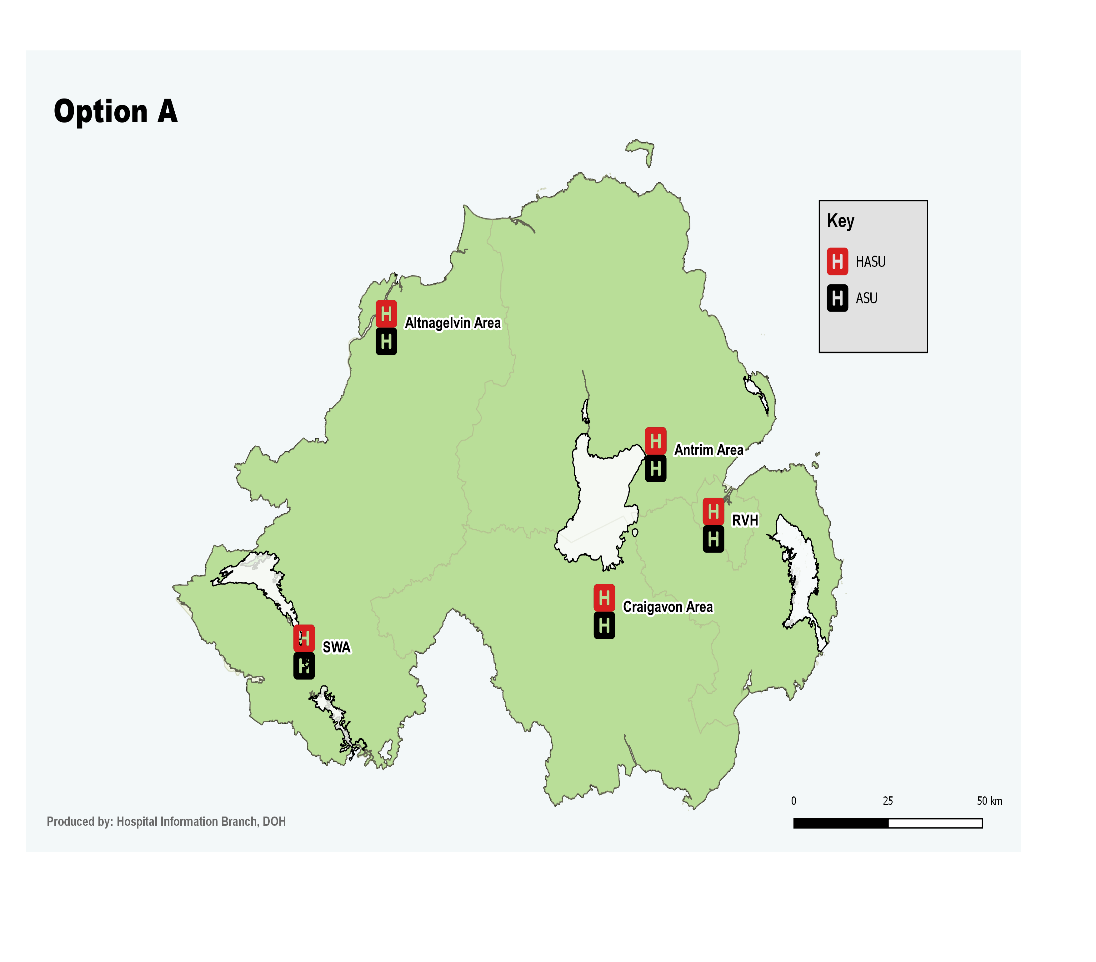 Option A
Key
H HASU
H ASU
H
H Altnagelvin Area
H
H Antrim Area
H
H RVH
H
H Craigavon Area
H
H SWA
0 25 50 km
Produced by: Hospital Information Branch, DOH